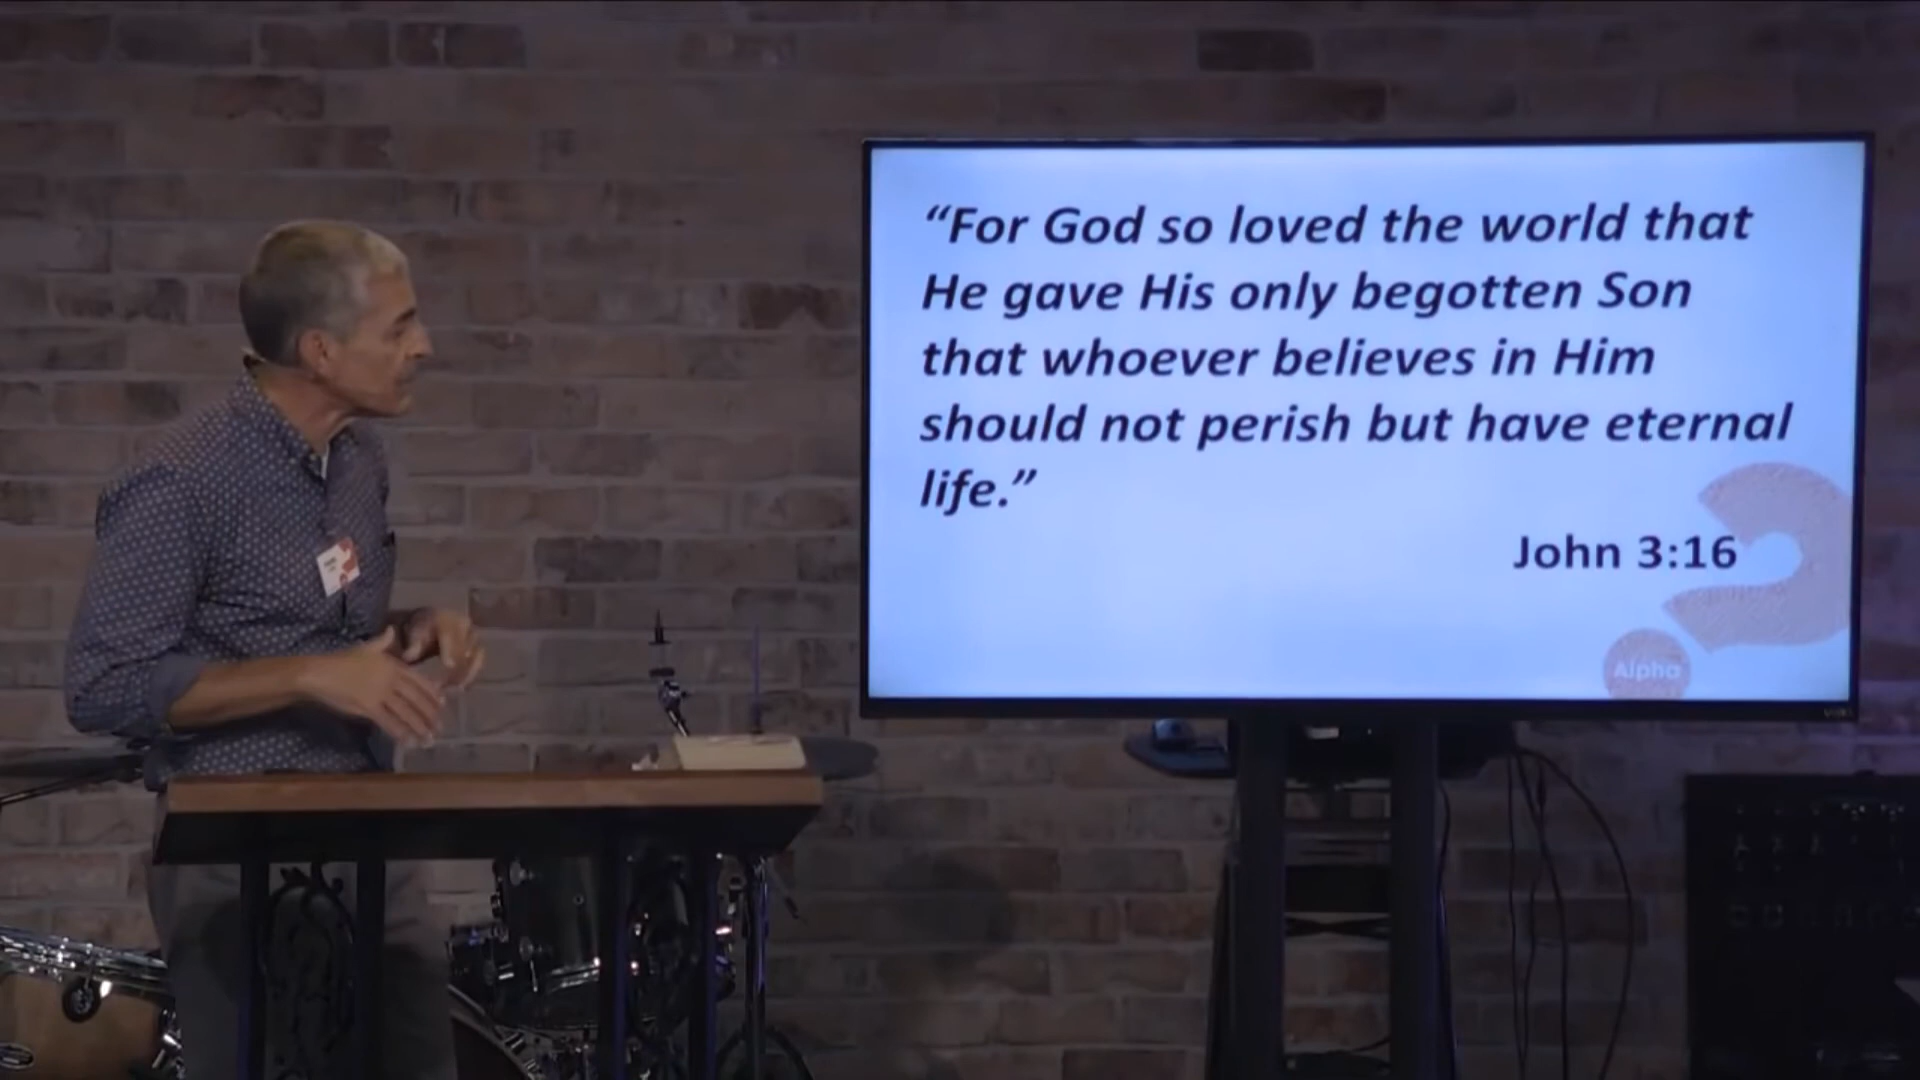 “For God so loved the world that
He gave His only begotten Son
that whoever believes in Him
should not perish but have eternal
life.”
John 3:16
Alpha